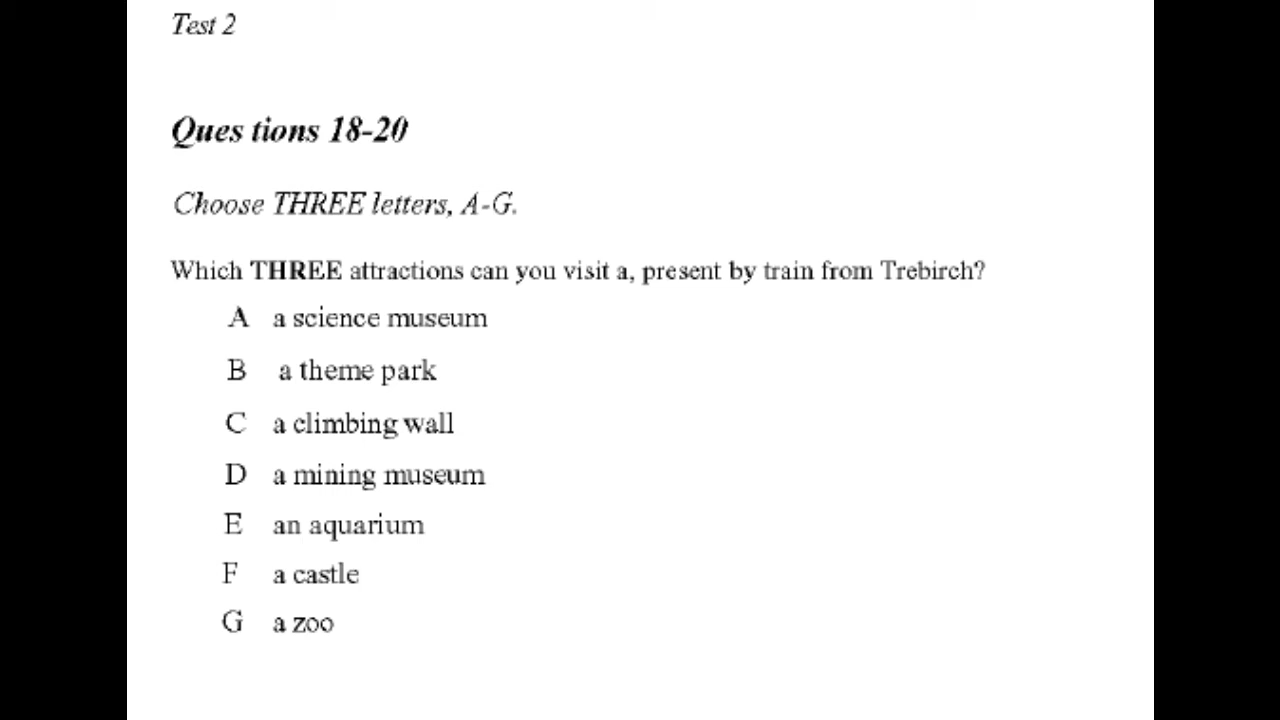 Test 2
Ques tions 18-20
Choose THREE letters, A-G.
Which THREE attractions can you visit a, present by train from Trebirch?
A a science museum
B a theme park
C a climbing wall
D a mining museum
E an aquarium
F a castle
G a zoo